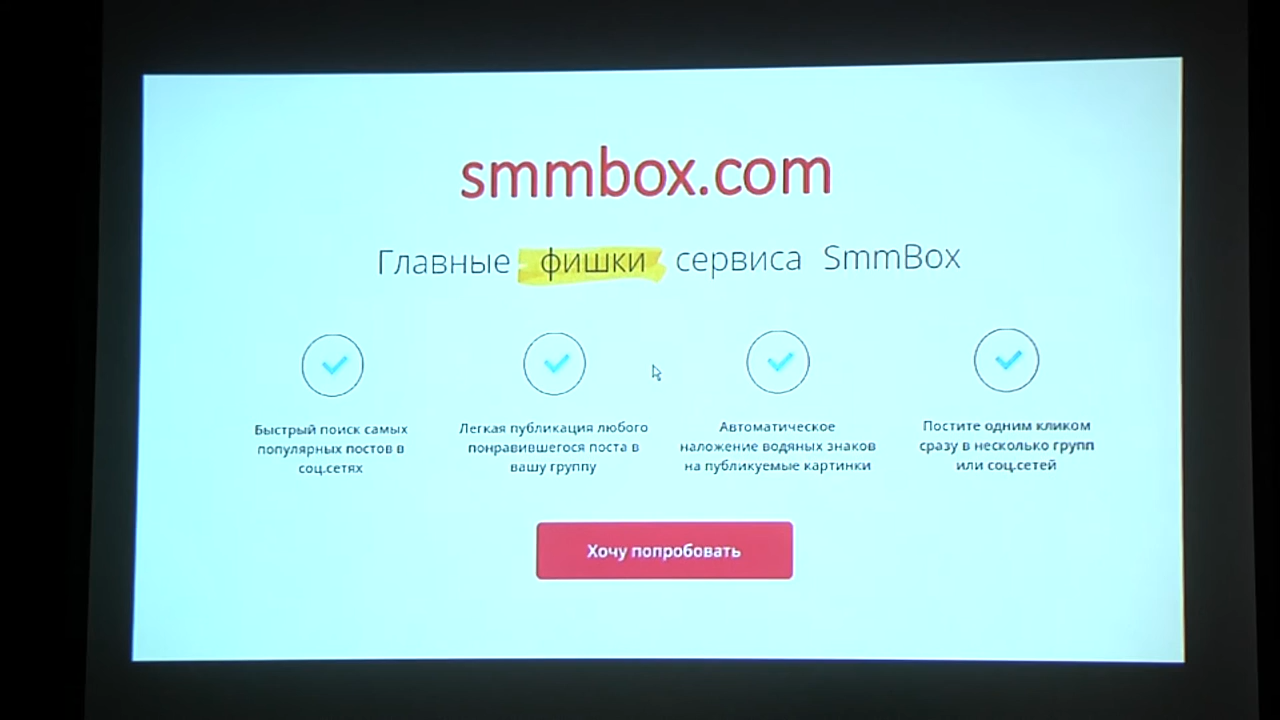 smmbox.com
Главные фишки сервиса SmmBox
Быстрый поиск самых
популярных постов в
соц.сетях
Легкая публикация любого
понравившегося поста в
вашу группу
Автоматическое
наложение водяных знаков
на публикуемые картинки
Постите одним кликом
сразу в несколько групп
или соц.сетей
Хочу попробовать